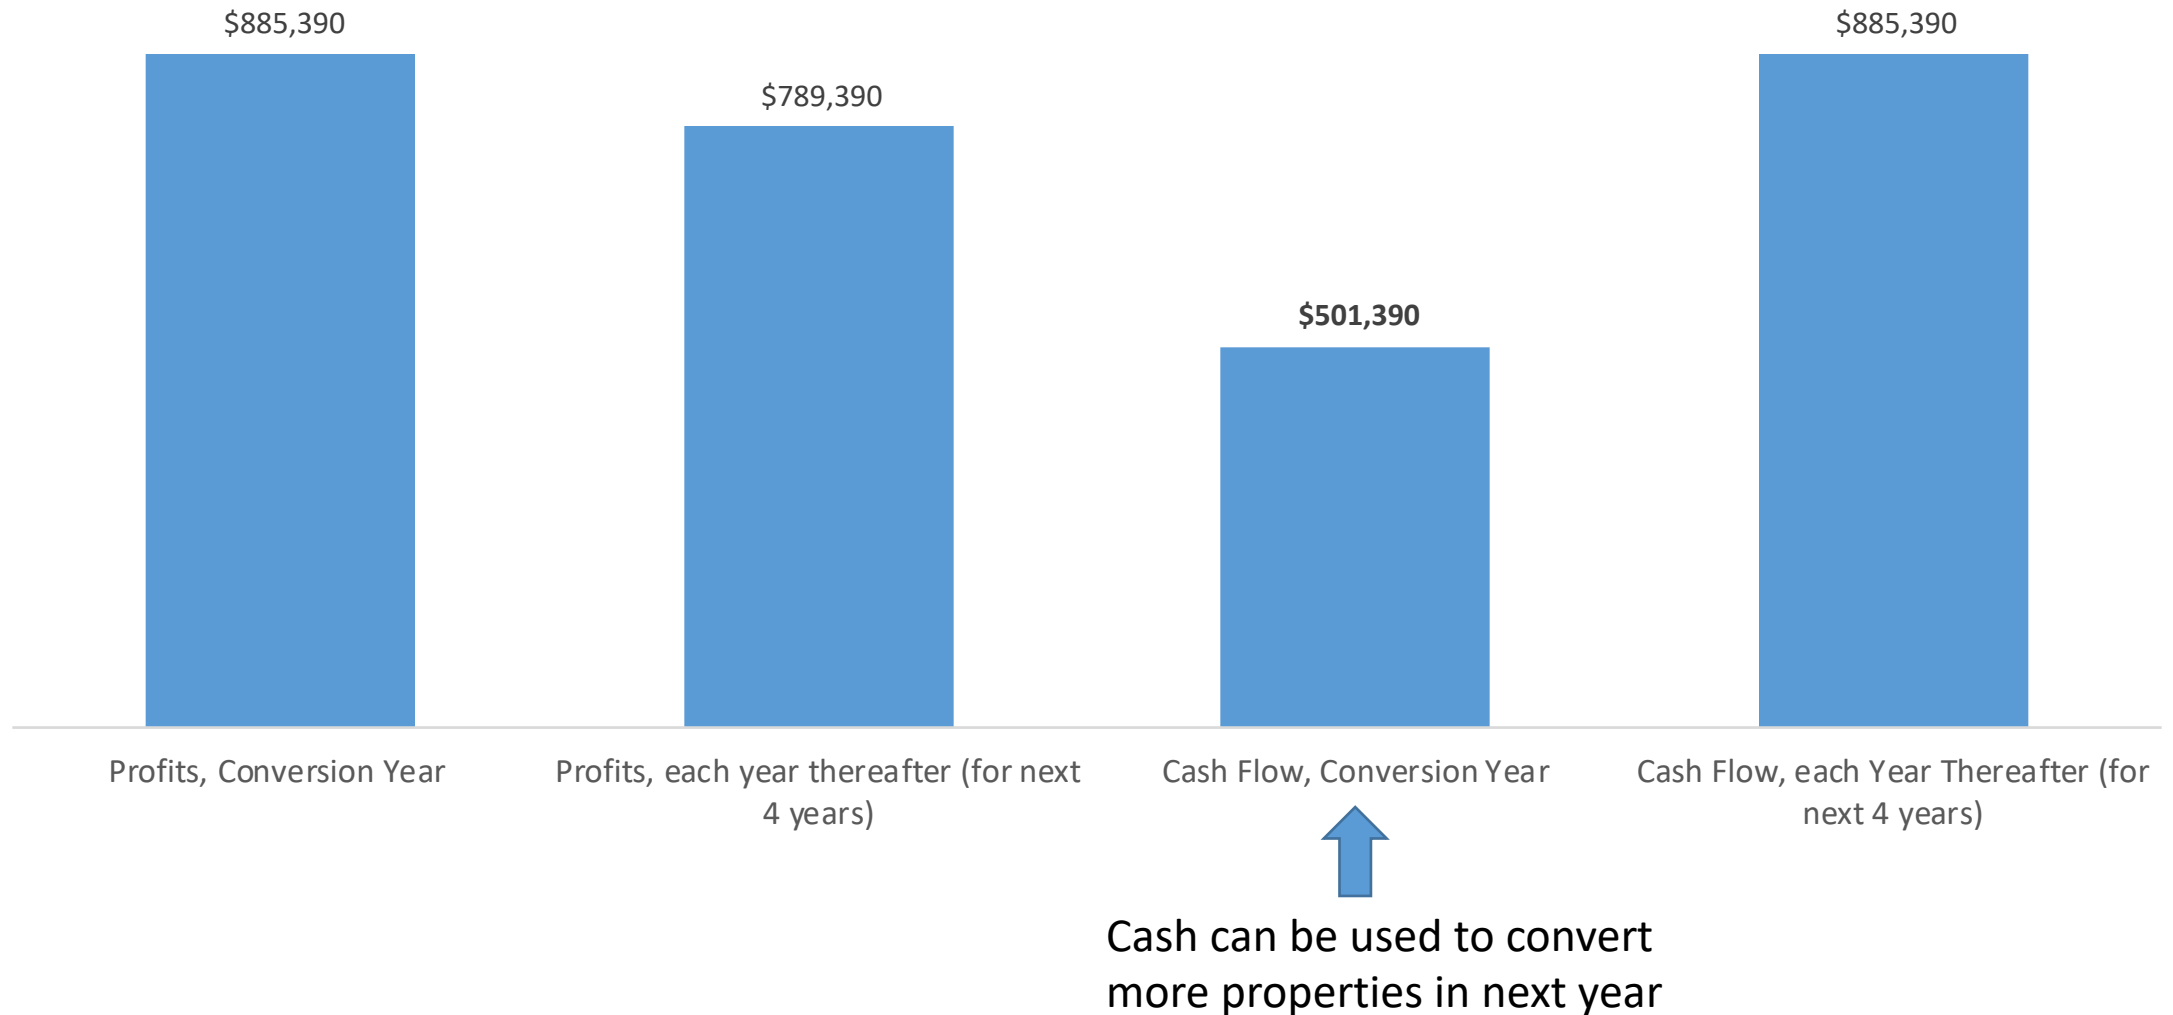 $885,390
$789,390
$501,390
$885,390
Profits, Conversion Year
Profits, each year thereafter (for next
4 years)
Cash Flow, Conversion Year
Cash Flow, each Year Thereafter (for
next 4 years)
Cash can be used to convert
more properties in next year